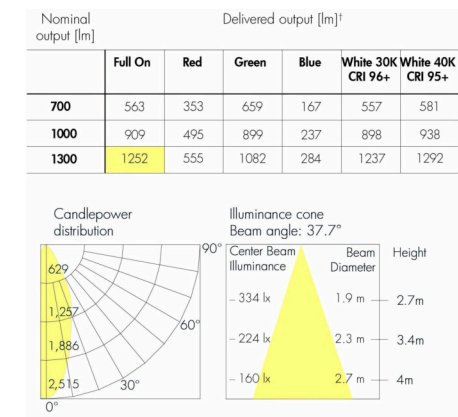 Nominal output [lm]
Delivered output [lm]†
Full On Red Green Blue White 30K CRI 96+ White 40K CRI 95+
700 563 353 659 167 557 581
1000 909 495 899 237 898 938
1300 1252 555 1082 284 1237 1292
Candlepower
distribution
90°
629
1,257
60°
1,886
2,515
30°
0°
Illuminance cone
Beam angle: 37.7°
Center Beam Illuminance Beam Diameter Height
334 lx 1.9 m 2.7m
224 lx 2.3 m 3.4m
160 lx 2.7 m 4m